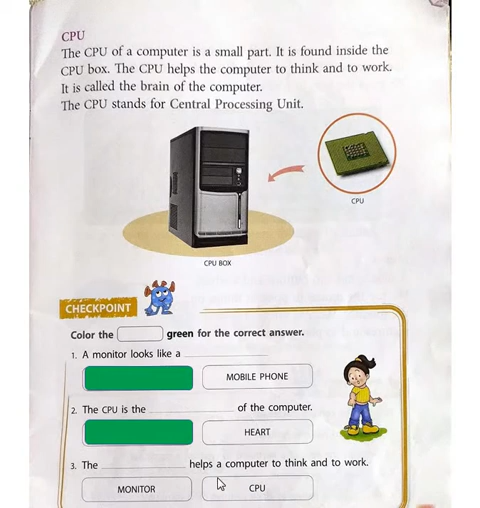 CPU
The CPU of a computer is a small part. It is found inside the
CPU box. The CPU helps the computer to think and to work.
It is called the brain of the computer.
The CPU stands for Central Processing Unit.
CPU
CPU BOX
CHECKPOINT
Color the green for the correct answer.
1. A monitor looks like a
MOBILE PHONE
2. The CPU is the of the computer.
HEART
3. The helps a computer to think and to work.
MONITOR CPU